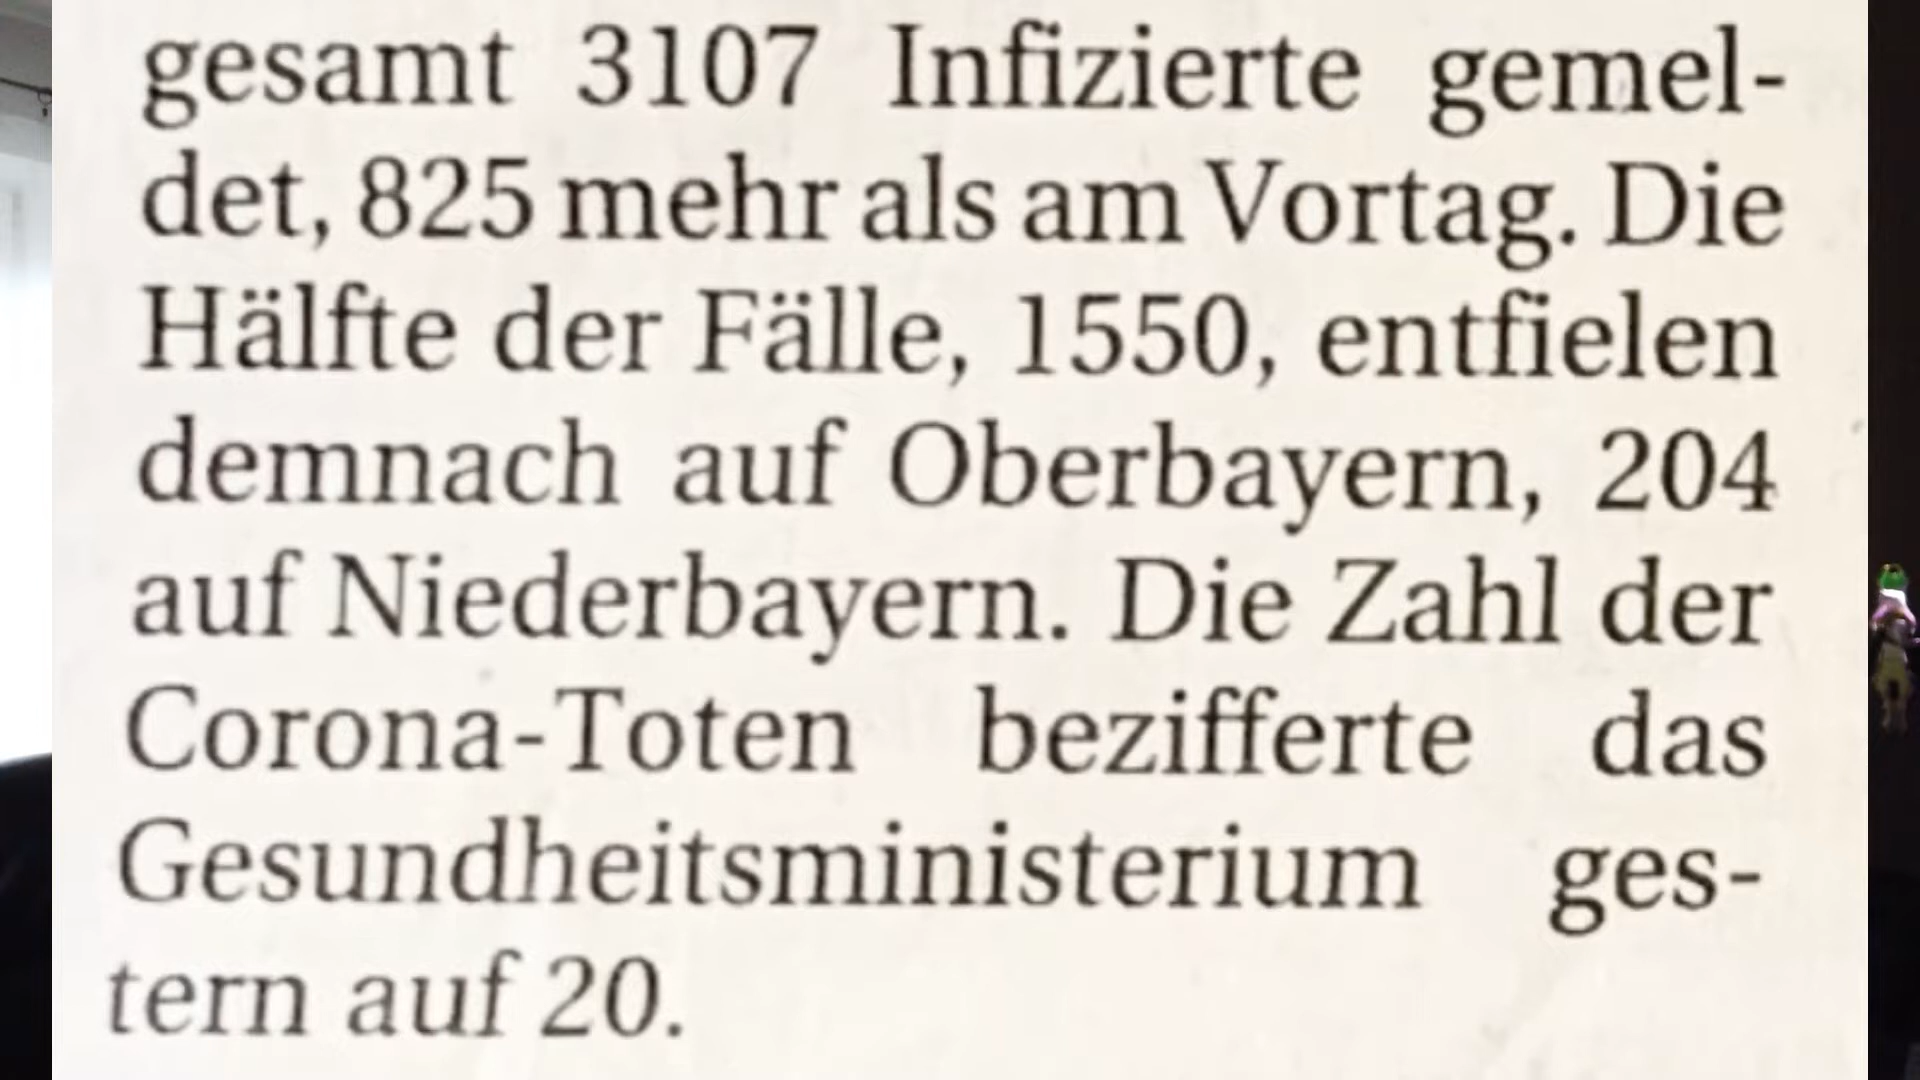 gesamt 3107 Infizierte gemel-
det, 825 mehr als am Vortag. Die
Hälfte der Fälle, 1550, entfielen
demnach auf Oberbayern, 204
auf Niederbayern. Die Zahl der
Corona-Toten bezifferte das
Gesundheitsministerium ges-
tern auf 20.